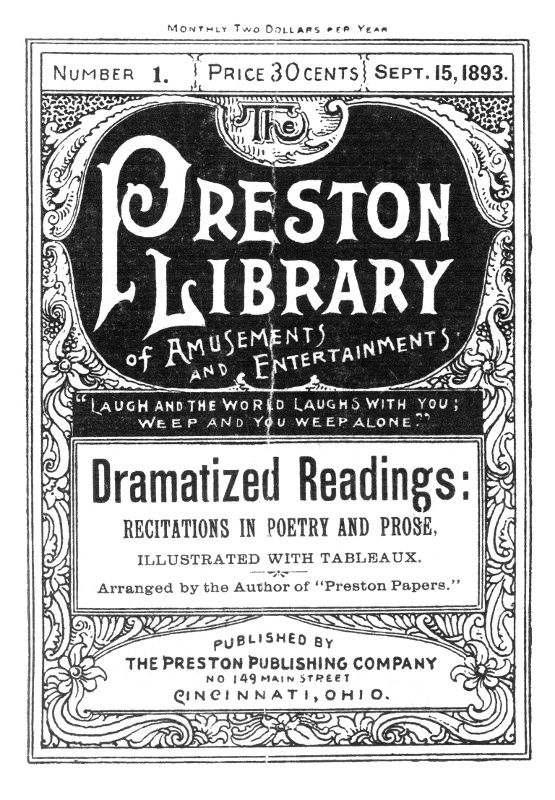 MONTHLY TWO DOLLARS PER YEAR
NUMBER 1. PRICE 30 CENTS SEPT. 15, 1893.
The
PRESTON
LIBRARY
of AMUSEMENTS
AND ENTERTAINMENTS.
"LAUGH AND THE WORLD LAUGHS WITH YOU;
WEEP AND YOU WEEP ALONE."
Dramatized Readings:
RECITATIONS IN POETRY AND PROSE,
ILLUSTRATED WITH TABLEAUX.
Arranged by the Author of "Preston Papers."
PUBLISHED BY
THE PRESTON PUBLISHING COMPANY
NO 149 MAIN STREET
CINCINNATI, OHIO.